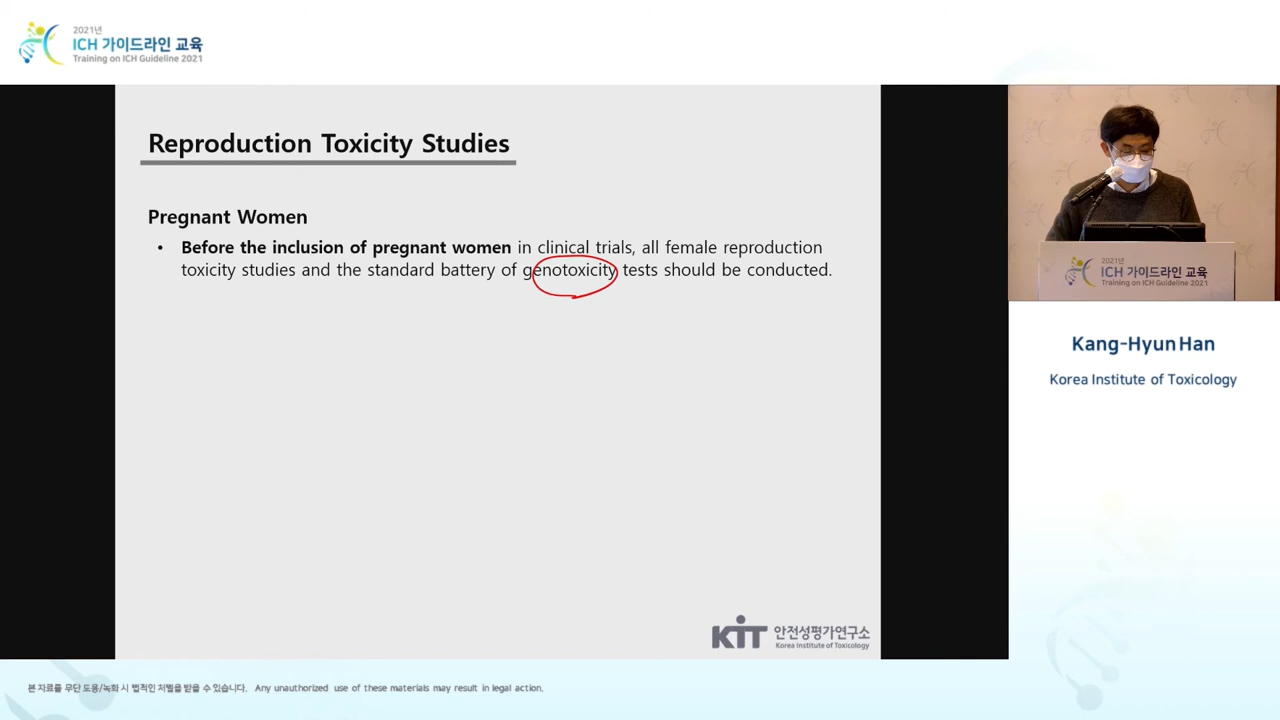 2021년
ICH 가이드라인 교육
Training on ICH Guideline 2021
Reproduction Toxicity Studies
Pregnant Women
• Before the inclusion of pregnant women in clinical trials, all female reproduction
toxicity studies and the standard battery of genotoxicity tests should be conducted.
KIT 안전성평가연구소
Korea Institute of Toxicology
2021년
ICH 가이드라인 교육
Training on ICH Guideline 2021
Kang-Hyun Han
Korea Institute of Toxicology
본 자료를 무단 도용/녹화 시 법적인 처벌을 받을 수 있습니다. Any unauthorized use of these materials may result in legal action.